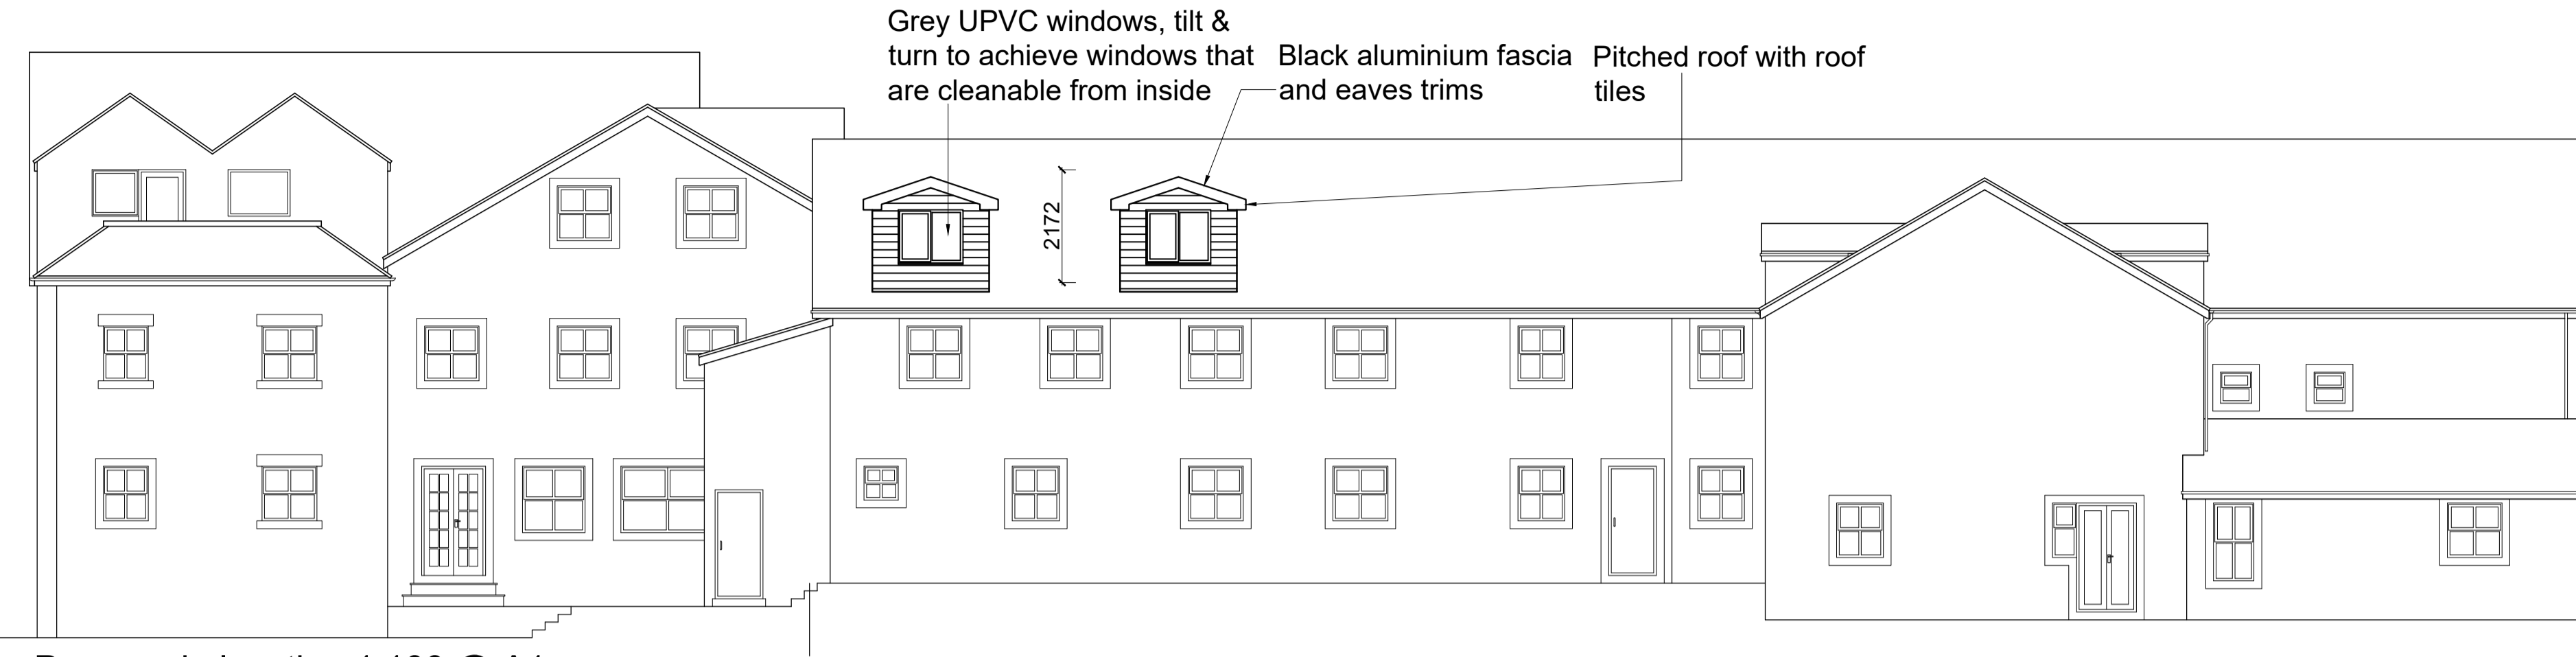 Grey UPVC windows, tilt &
turn to achieve windows that
are cleanable from inside
Black aluminium fascia
and eaves trims
Pitched roof with roof
tiles
2172